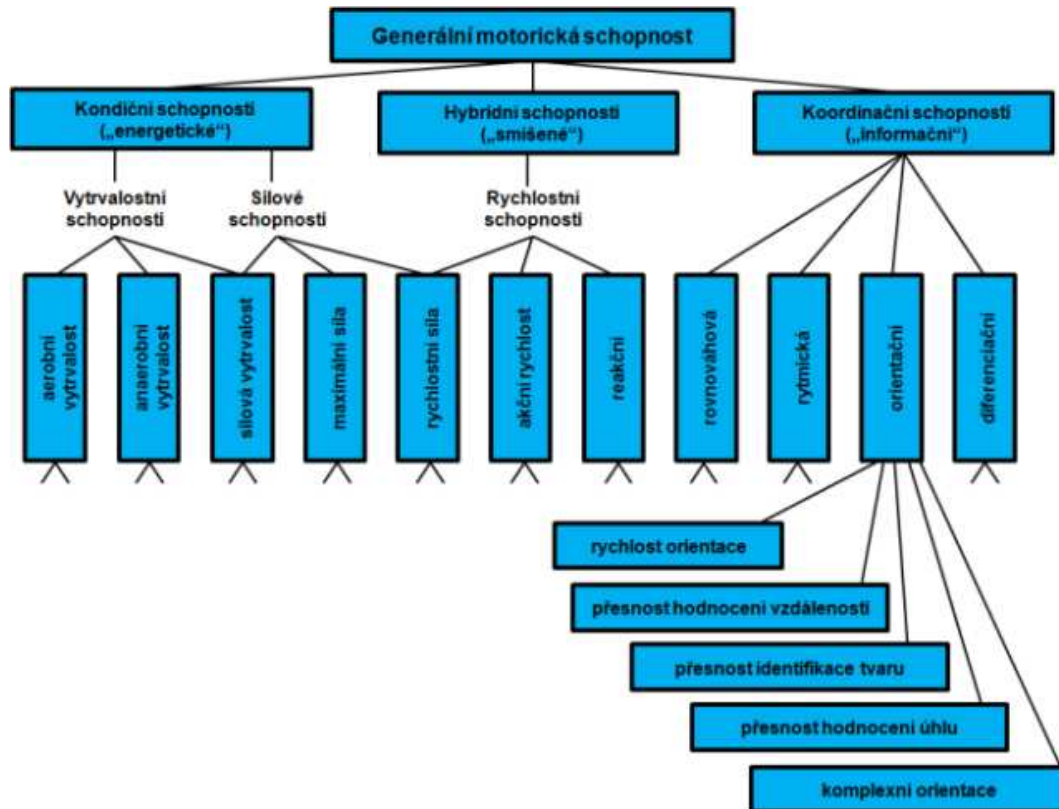 Generální motorická schopnost
Kondiční schopnosti
(„energetické“)
Hybridní schopnosti
(„smíšené“)
Koordinační schopnosti
(„informační“)
Vytrvalostní
schopnosti
Silové
schopnosti
Rychlostní
schopnosti
aerobní
vytrvalost
anaerobní
vytrvalost
silová vytrvalost
maximální síla
rychlostní síla
akční rychlost
reakční
rovnováhová
rytmická
orientační
diferenciační
rychlost orientace
přesnost hodnocení vzdáleností
přesnost identifikace tvaru
přesnost hodnocení úhlu
komplexní orientace